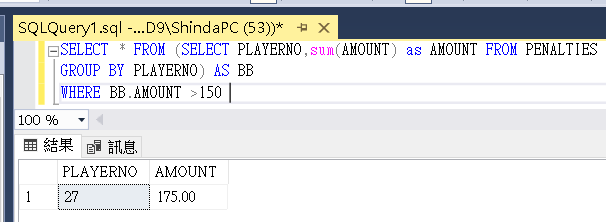 SQLQuery1.sql -...D9\ShindaPC (53))*
SELECT * FROM (SELECT PLAYERNO,sum(AMOUNT) as AMOUNT FROM PENALTIES
GROUP BY PLAYERNO) AS BB
WHERE BB.AMOUNT >150
100 %
結果 訊息
PLAYERNO AMOUNT
1 27 175.00